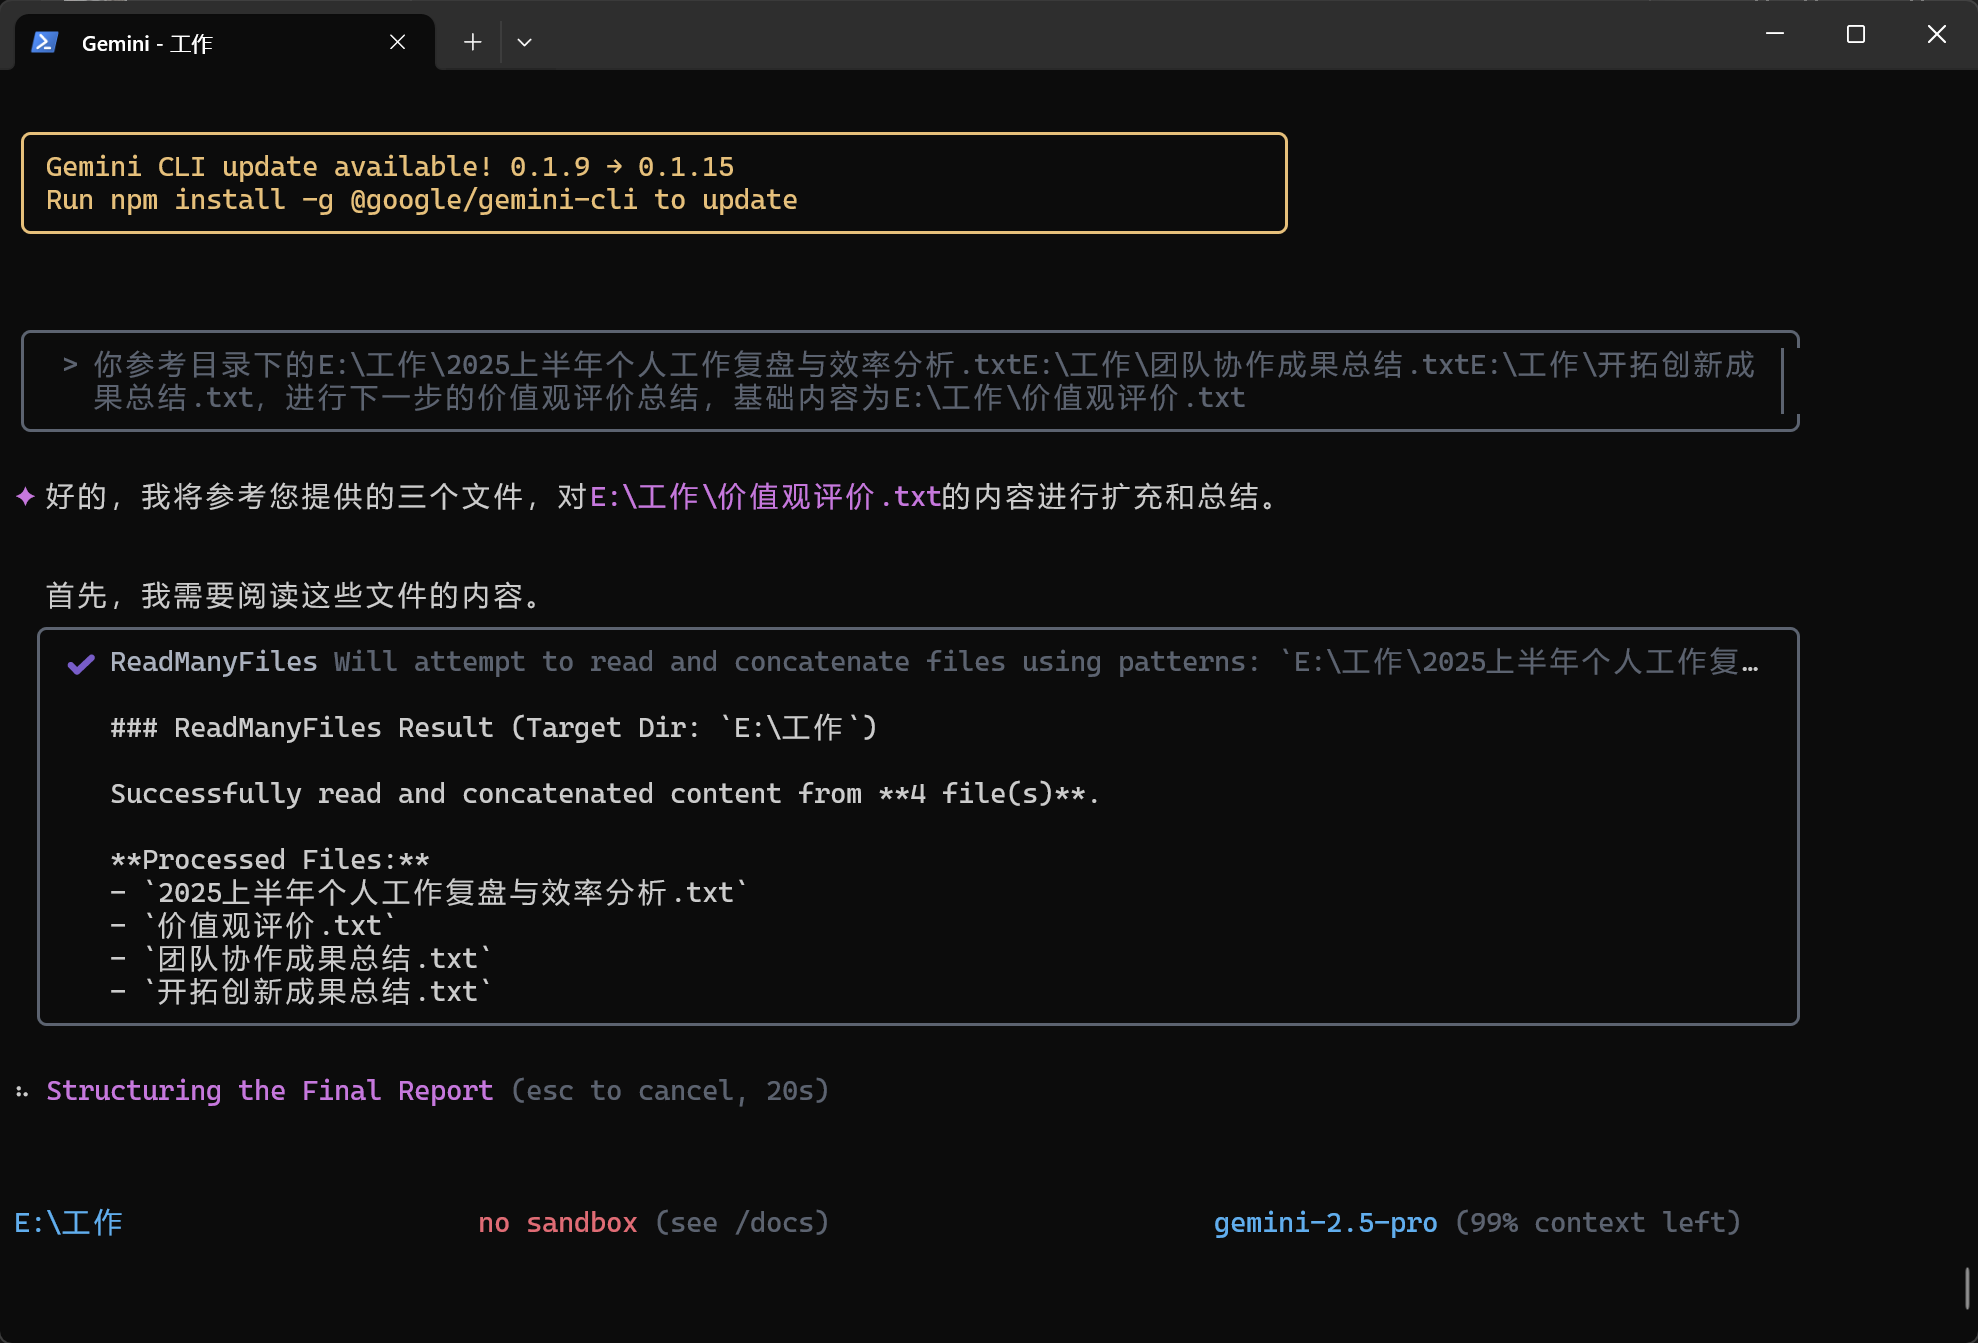 Gemini - 工作
Gemini CLI update available! 0.1.9 → 0.1.15
Run npm install -g @google/gemini-cli to update
> 你参考目录下的E:\工作\2025上半年个人工作复盘与效率分析.txtE:\工作\团队协作成果总结.txtE:\工作\开拓创新成
果总结.txt，进行下一步的价值观评价总结，基础内容为E:\工作\价值观评价.txt
✦ 好的，我将参考您提供的三个文件，对E:\工作\价值观评价.txt的内容进行扩充和总结。
首先，我需要阅读这些文件的内容。
✔ ReadManyFiles Will attempt to read and concatenate files using patterns: `E:\工作\2025上半年个人工作复…
### ReadManyFiles Result (Target Dir: `E:\工作`)
Successfully read and concatenated content from **4 file(s)**.
**Processed Files:**
- `2025上半年个人工作复盘与效率分析.txt`
- `价值观评价.txt`
- `团队协作成果总结.txt`
- `开拓创新成果总结.txt`
Structuring the Final Report (esc to cancel, 20s)
E:\工作 no sandbox (see /docs) gemini-2.5-pro (99% context left)